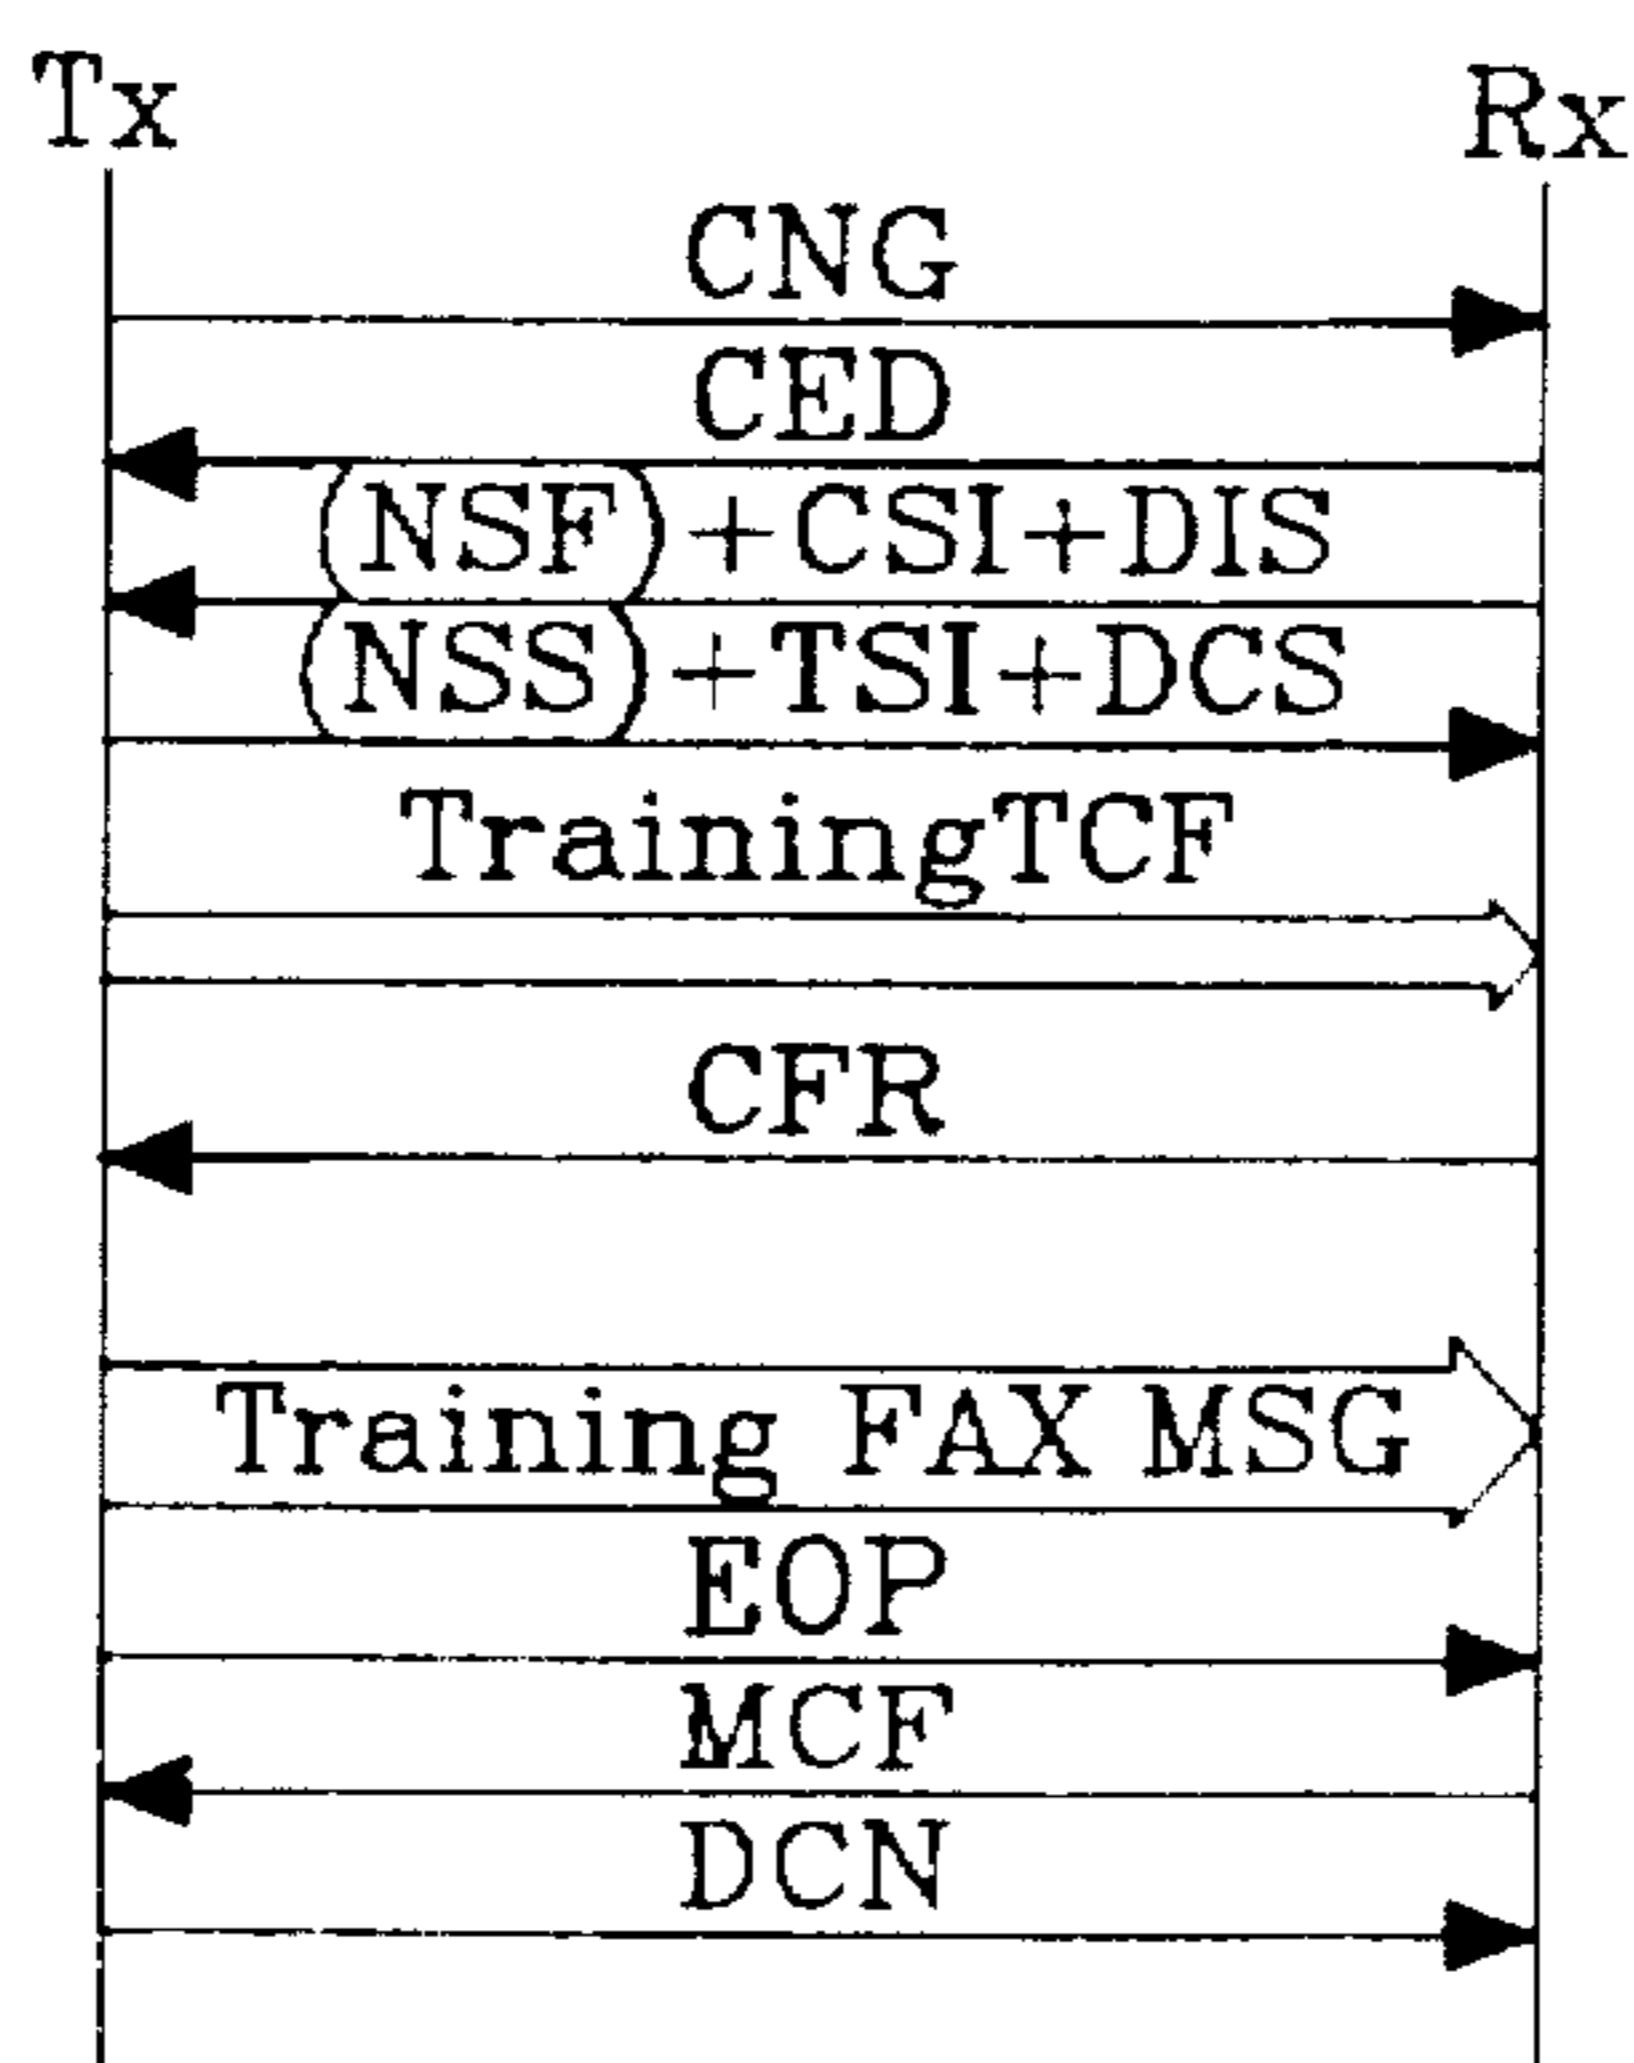 Tx Rx
CNG
CED
(NSF)+CSI+DIS
(NSS)+TSI+DCS
TrainingTCF
CFR
Training FAX MSG
EOP
MCF
DCN